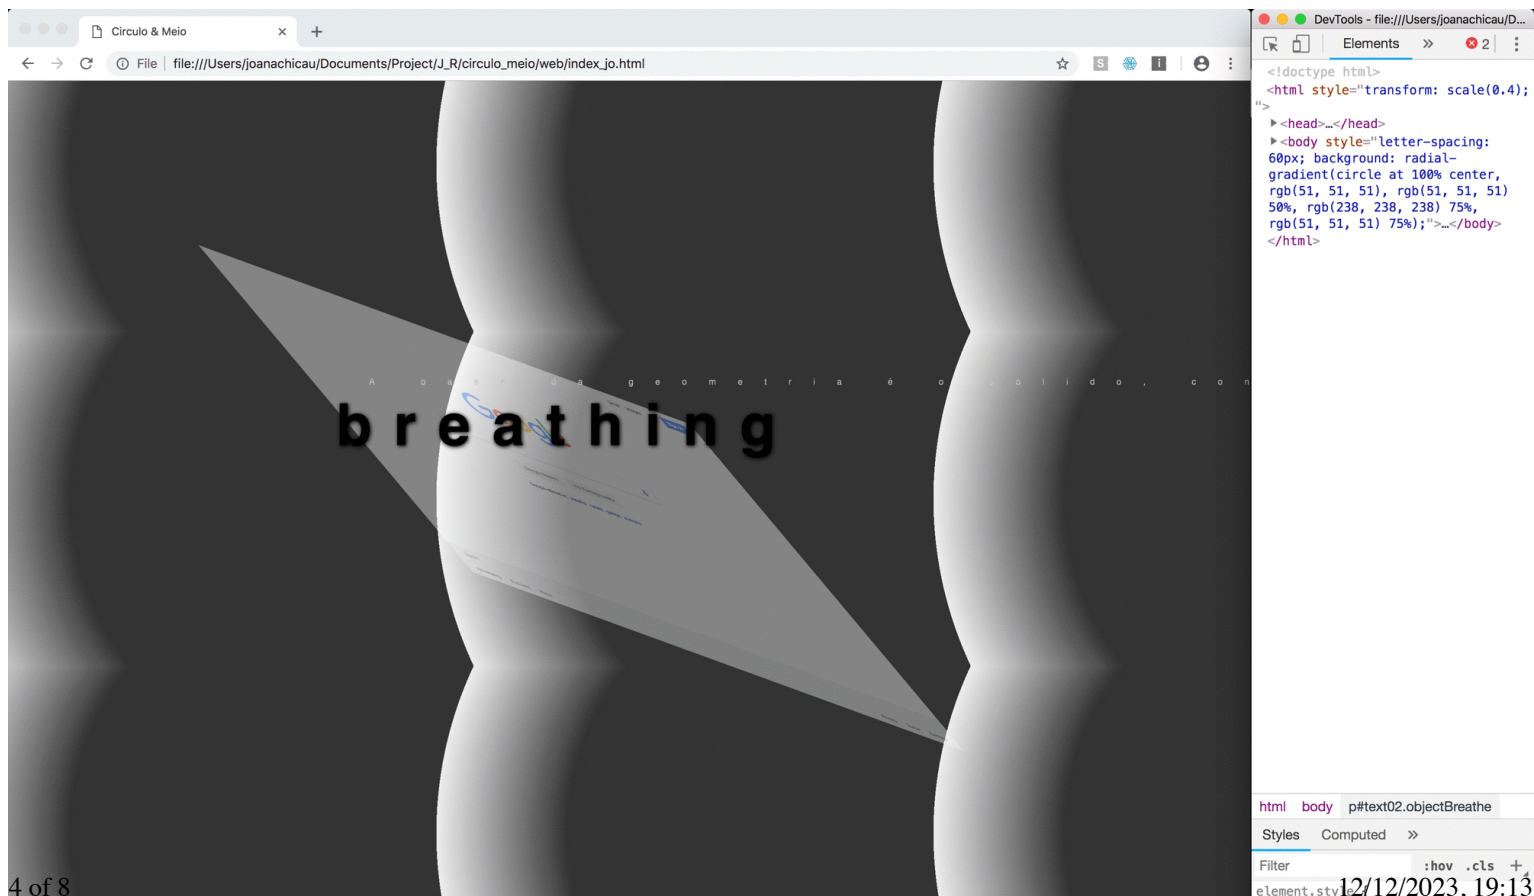 Circulo & Meio
File file:///Users/joanachicau/Documents/Project/J_R/circulo_meio/web/index_jo.html
A base da geometria é o sólido, con
breathing
DevTools - file:///Users/joanachicau/D...
Elements » 2
<!doctype html>
<html style="transform: scale(0.4);
">
<head>…</head>
<body style="letter-spacing:
60px; background: radial-
gradient(circle at 100% center,
rgb(51, 51, 51), rgb(51, 51, 51)
50%, rgb(238, 238, 238) 75%,
rgb(51, 51, 51) 75%);">…</body>
</html>
html body p#text02.objectBreathe
Styles Computed »
Filter :hov .cls +
element.style {
4 of 8
12/12/2023, 19:13